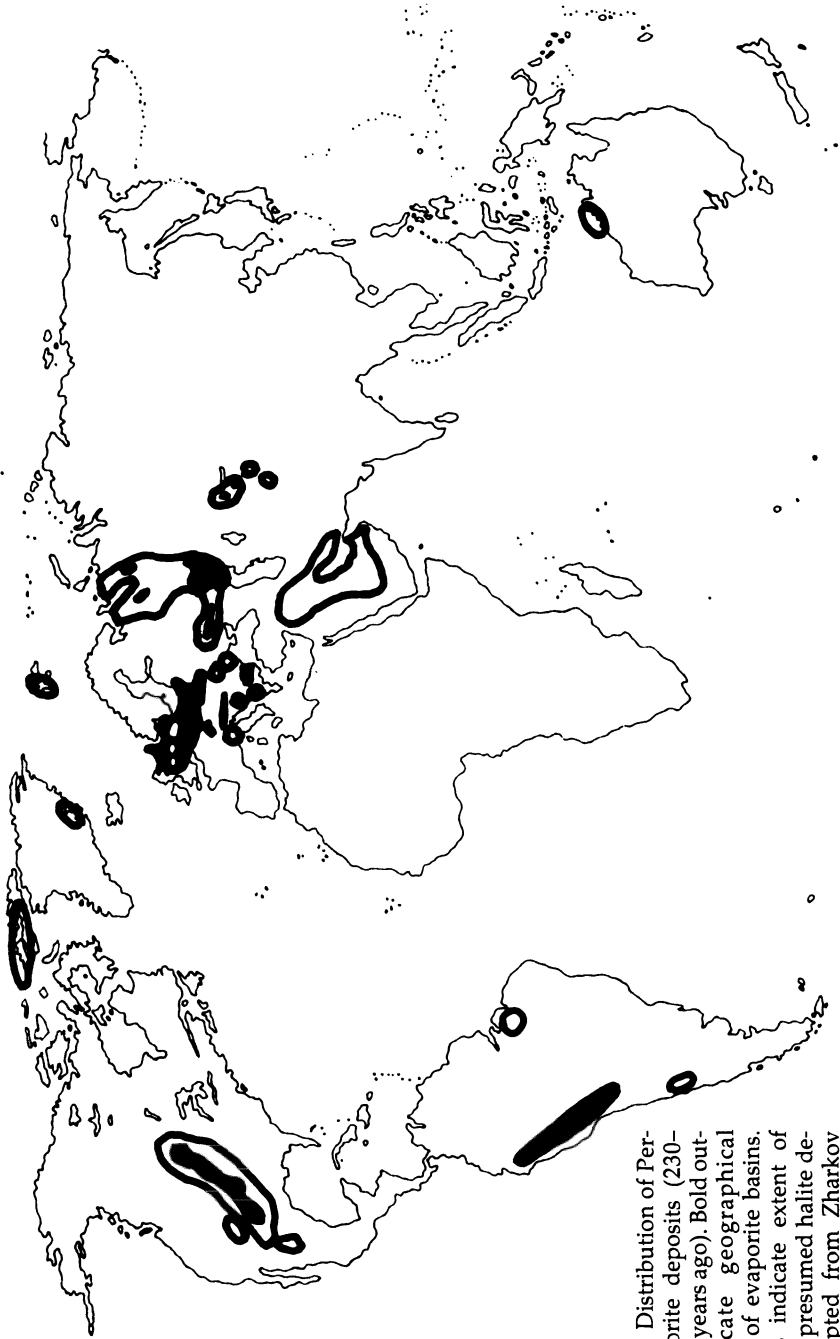 Distribution of Per-
orite deposits (230–
years ago). Bold out-
cate geographical
of evaporite basins.
indicate extent of
presumed halite de-
pted from Zharkov